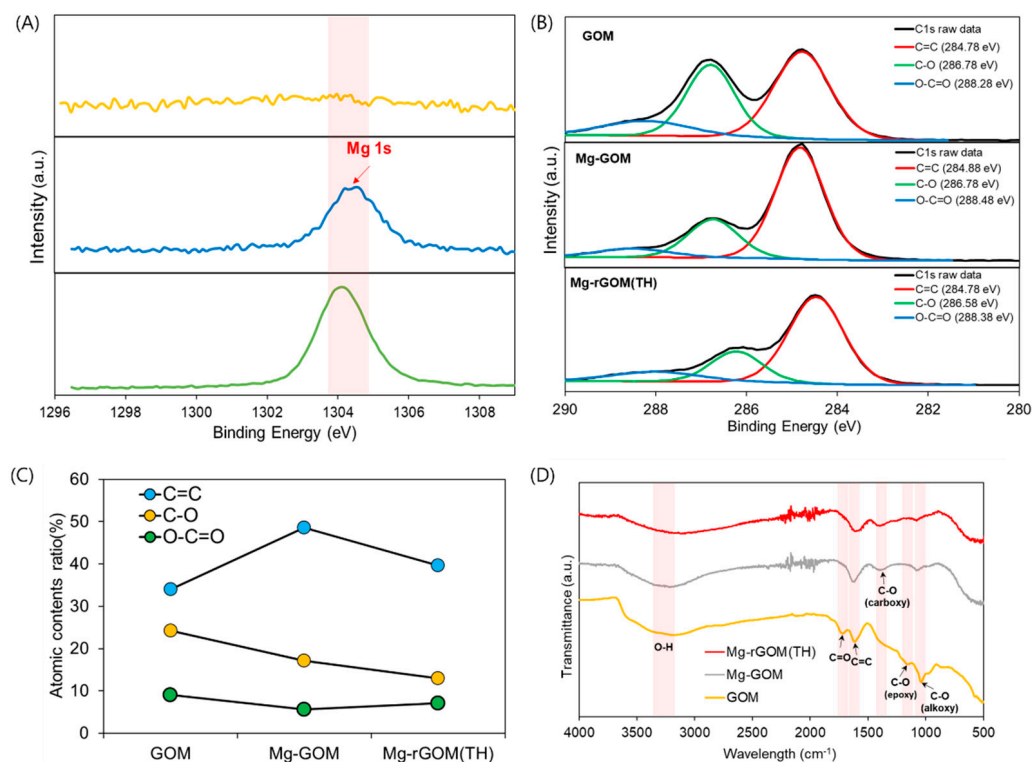 (A)
Intensity (a.u.)
Mg 1s
1296 1298 1300 1302 1304 1306 1308
Binding Energy (eV)
(B)
Intensity (a.u.)
GOM
C1s raw data
C=C (284.78 eV)
C-O (286.78 eV)
O-C=O (288.28 eV)
Mg-GOM
C1s raw data
C=C (284.88 eV)
C-O (286.78 eV)
O-C=O (288.48 eV)
Mg-rGOM(TH)
C1s raw data
C=C (284.78 eV)
C-O (286.58 eV)
O-C=O (288.38 eV)
290 288 286 284 282 280
Binding Energy (eV)
(C)
Atomic contents ratio(%)
60
50
40
30
20
10
0
C=C
C-O
O-C=O
GOM Mg-GOM Mg-rGOM(TH)
(D)
Transmittance (a.u.)
O-H
C=O
C=C
C-O
(carboxy)
C-O
(epoxy)
C-O
(alkoxy)
Mg-rGOM(TH)
Mg-GOM
GOM
4000 3500 3000 2500 2000 1500 1000 500
Wavelength (cm⁻¹)